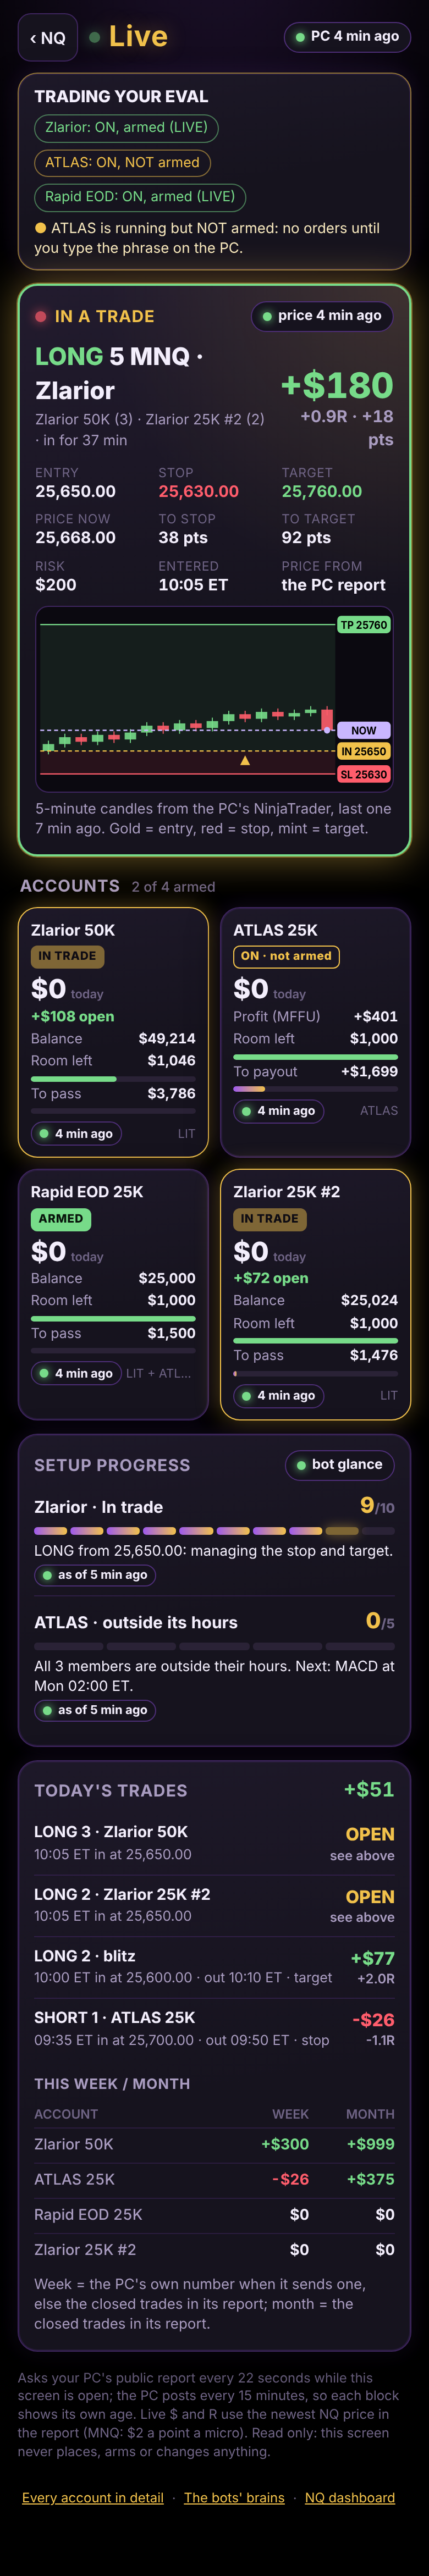 ‹ NQ
Live
PC 4 min ago
TRADING YOUR EVAL
Zlarior: ON, armed (LIVE)
ATLAS: ON, NOT armed
Rapid EOD: ON, armed (LIVE)
ATLAS is running but NOT armed: no orders until
you type the phrase on the PC.
IN A TRADE
price 4 min ago
LONG 5 MNQ ·
Zlarior
+$180
Zlarior 50K (3) · Zlarior 25K #2 (2)
· in for 37 min
+0.9R · +18
pts
ENTRY STOP TARGET
25,650.00 25,630.00 25,760.00
PRICE NOW TO STOP TO TARGET
25,668.00 38 pts 92 pts
RISK ENTERED PRICE FROM
$200 10:05 ET the PC report
TP 25760
NOW
IN 25650
SL 25630
5-minute candles from the PC's NinjaTrader, last one
7 min ago. Gold = entry, red = stop, mint = target.
ACCOUNTS 2 of 4 armed
Zlarior 50K
IN TRADE
$0 today
+$108 open
Balance $49,214
Room left $1,046
To pass $3,786
4 min ago LIT
ATLAS 25K
ON · not armed
$0 today
Profit (MFFU) +$401
Room left $1,000
To payout +$1,699
4 min ago ATLAS
Rapid EOD 25K
ARMED
$0 today
Balance $25,000
Room left $1,000
To pass $1,500
4 min ago LIT + ATL...
Zlarior 25K #2
IN TRADE
$0 today
+$72 open
Balance $25,024
Room left $1,000
To pass $1,476
4 min ago LIT
SETUP PROGRESS
bot glance
Zlarior · In trade 9/10
LONG from 25,650.00: managing the stop and target.
as of 5 min ago
ATLAS · outside its hours 0/5
All 3 members are outside their hours. Next: MACD at
Mon 02:00 ET.
as of 5 min ago
TODAY'S TRADES +$51
LONG 3 · Zlarior 50K OPEN
10:05 ET in at 25,650.00 see above
LONG 2 · Zlarior 25K #2 OPEN
10:05 ET in at 25,650.00 see above
LONG 2 · blitz +$77
10:00 ET in at 25,600.00 · out 10:10 ET · target +2.0R
SHORT 1 · ATLAS 25K -$26
09:35 ET in at 25,700.00 · out 09:50 ET · stop -1.1R
THIS WEEK / MONTH
ACCOUNT WEEK MONTH
Zlarior 50K +$300 +$999
ATLAS 25K -$26 +$375
Rapid EOD 25K $0 $0
Zlarior 25K #2 $0 $0
Week = the PC's own number when it sends one,
else the closed trades in its report; month = the
closed trades in its report.
Asks your PC's public report every 22 seconds while this
screen is open; the PC posts every 15 minutes, so each block
shows its own age. Live $ and R use the newest NQ price in
the report (MNQ: $2 a point a micro). Read only: this screen
never places, arms or changes anything.
Every account in detail · The bots' brains · NQ dashboard